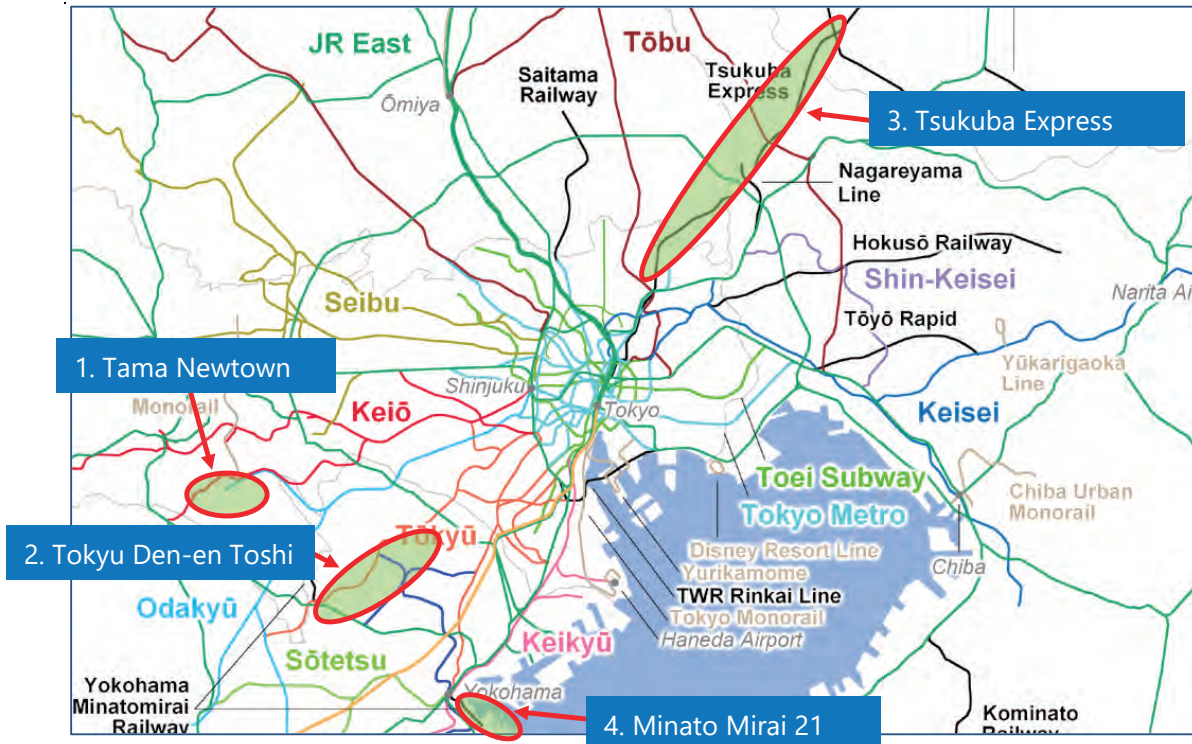 JR East
Tōbu
Saitama
Railway
Tsukuba
Express
Ōmiya
3. Tsukuba Express
Nagareyama
Line
Hokusō Railway
Shin-Keisei
Narita Ai
Seibu
Tōyō Rapid
1. Tama Newtown
Yūkarigaoka
Line
Shinjuku
Monorail
Keiō
Tokyo
Keisei
Toei Subway
Tokyo Metro
Chiba Urban
Monorail
2. Tokyu Den-en Toshi
Tōkyū
Disney Resort Line
Yurikamome
Chiba
TWR Rinkai Line
Odakyū
Tokyo Monorail
Keikyū
Haneda Airport
Sōtetsu
Yokohama
Minatomirai
Railway
Yokohama
4. Minato Mirai 21
Kominato
Railway